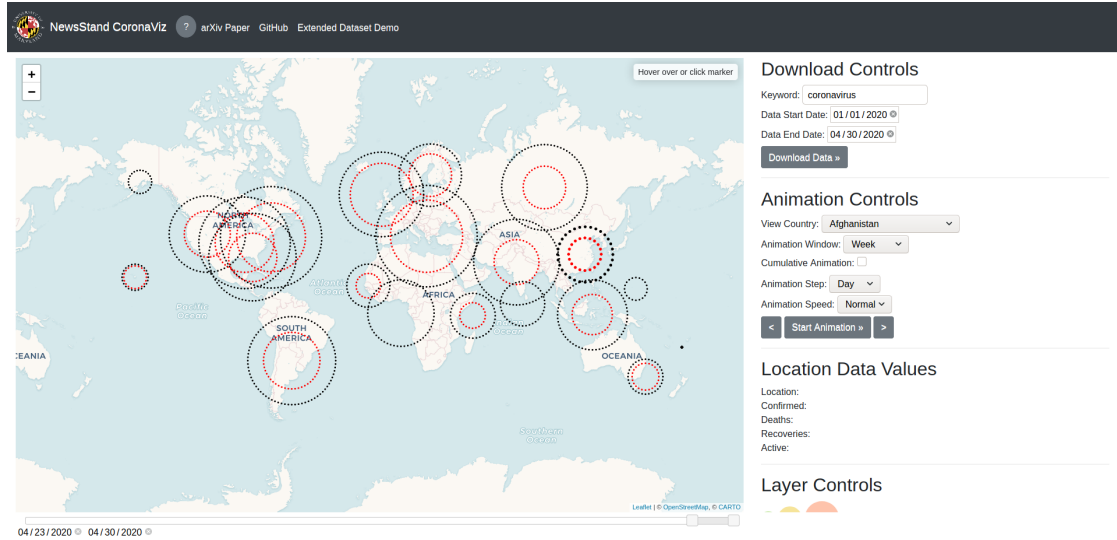 NewsStand CoronaViz ? arXiv Paper GitHub Extended Dataset Demo
+
−
Hover over or click marker
NORTH
AMERICA
ASIA
Atlantic
Ocean
AFRICA
Pacific
Ocean
SOUTH
AMERICA
CEANIA
OCEANIA
Southern
Ocean
Leaflet | © OpenStreetMap, © CARTO
04/23/2020 04/30/2020
Download Controls
Keyword: coronavirus
Data Start Date: 01/01/2020
Data End Date: 04/30/2020
Download Data »
Animation Controls
View Country: Afghanistan
Animation Window: Week
Cumulative Animation:
Animation Step: Day
Animation Speed: Normal
< Start Animation » >
Location Data Values
Location:
Confirmed:
Deaths:
Recoveries:
Active:
Layer Controls